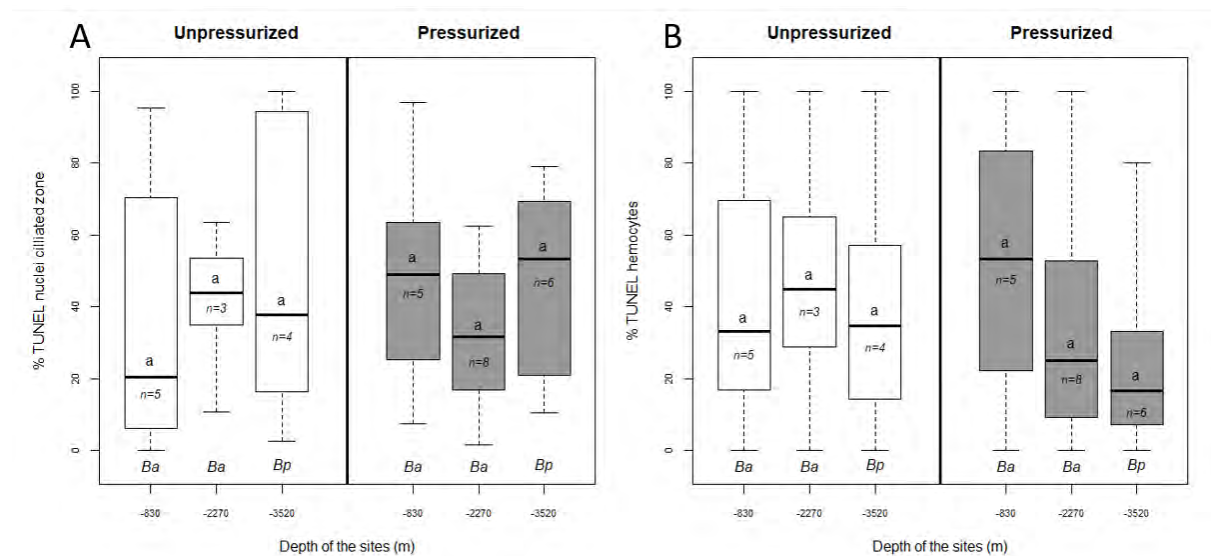 A
Unpressurized
Pressurized
% TUNEL nuclei cilliated zone
100
80
60
40
20
0
a
n=5
a
n=3
a
n=4
a
n=5
a
n=8
a
n=6
Ba
Ba
Bp
Ba
Ba
Bp
-830
-2270
-3520
-830
-2270
-3520
Depth of the sites (m)
B
Unpressurized
Pressurized
% TUNEL hemocytes
100
80
60
40
20
0
a
n=5
a
n=3
a
n=4
a
n=5
a
n=8
a
n=6
Ba
Ba
Bp
Ba
Ba
Bp
-830
-2270
-3520
-830
-2270
-3520
Depth of the sites (m)